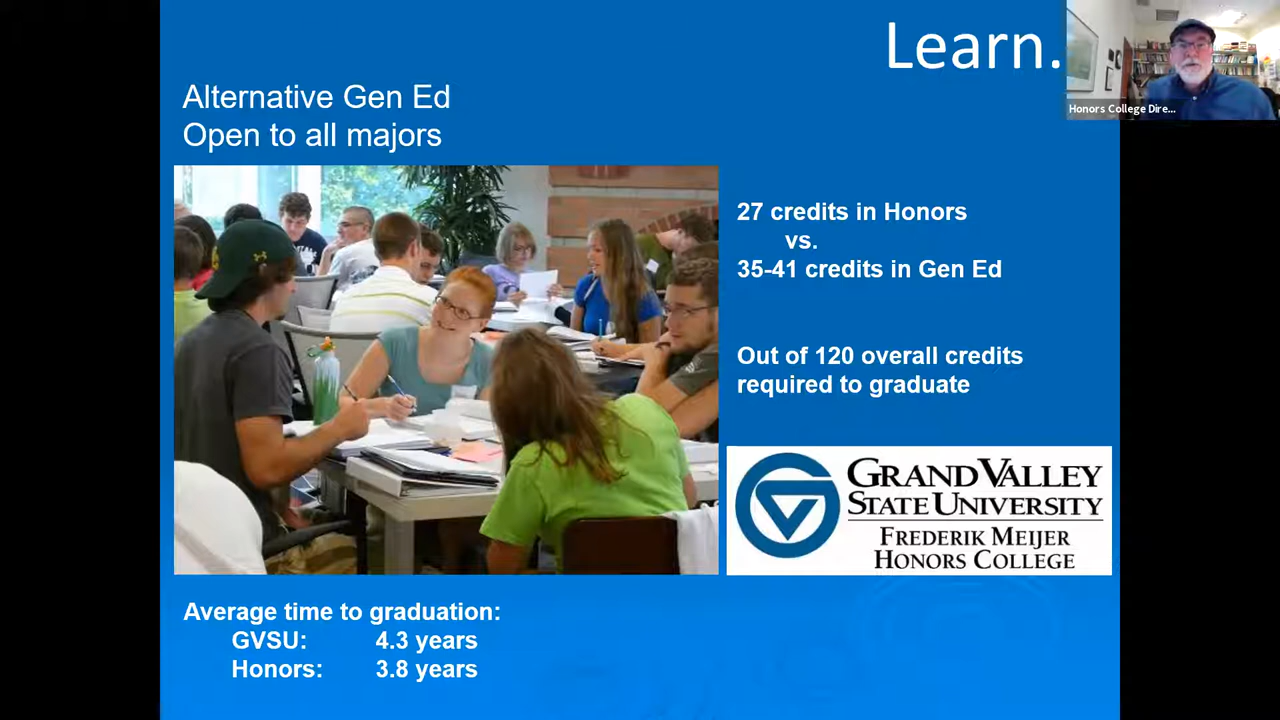 Learn.
Honors College Dire...
Alternative Gen Ed
Open to all majors
27 credits in Honors
vs.
35-41 credits in Gen Ed
Out of 120 overall credits
required to graduate
GRAND VALLEY
STATE UNIVERSITY
FREDERIK MEIJER
HONORS COLLEGE
Average time to graduation:
GVSU: 4.3 years
Honors: 3.8 years